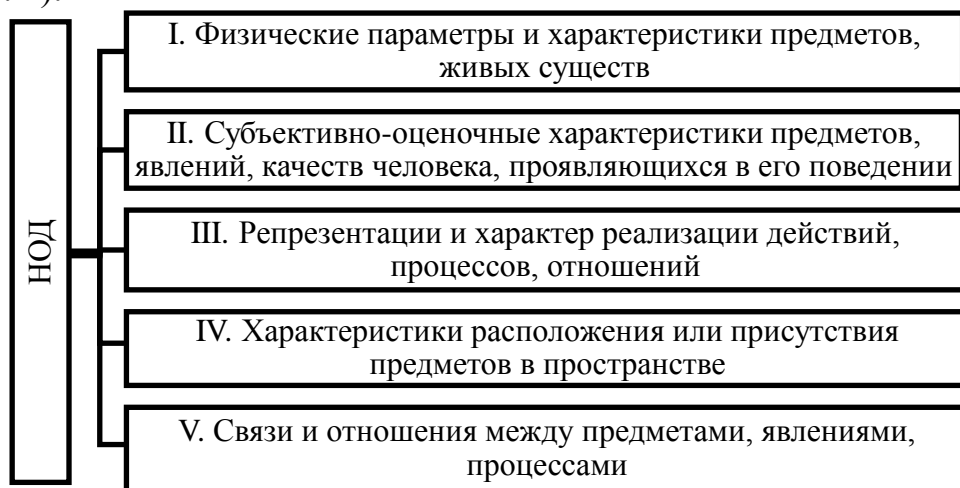 I. Физические параметры и характеристики предметов,
живых существ
II. Субъективно-оценочные характеристики предметов,
явлений, качеств человека, проявляющихся в его поведении
НОД
III. Репрезентации и характер реализации действий,
процессов, отношений
IV. Характеристики расположения или присутствия
предметов в пространстве
V. Связи и отношения между предметами, явлениями,
процессами